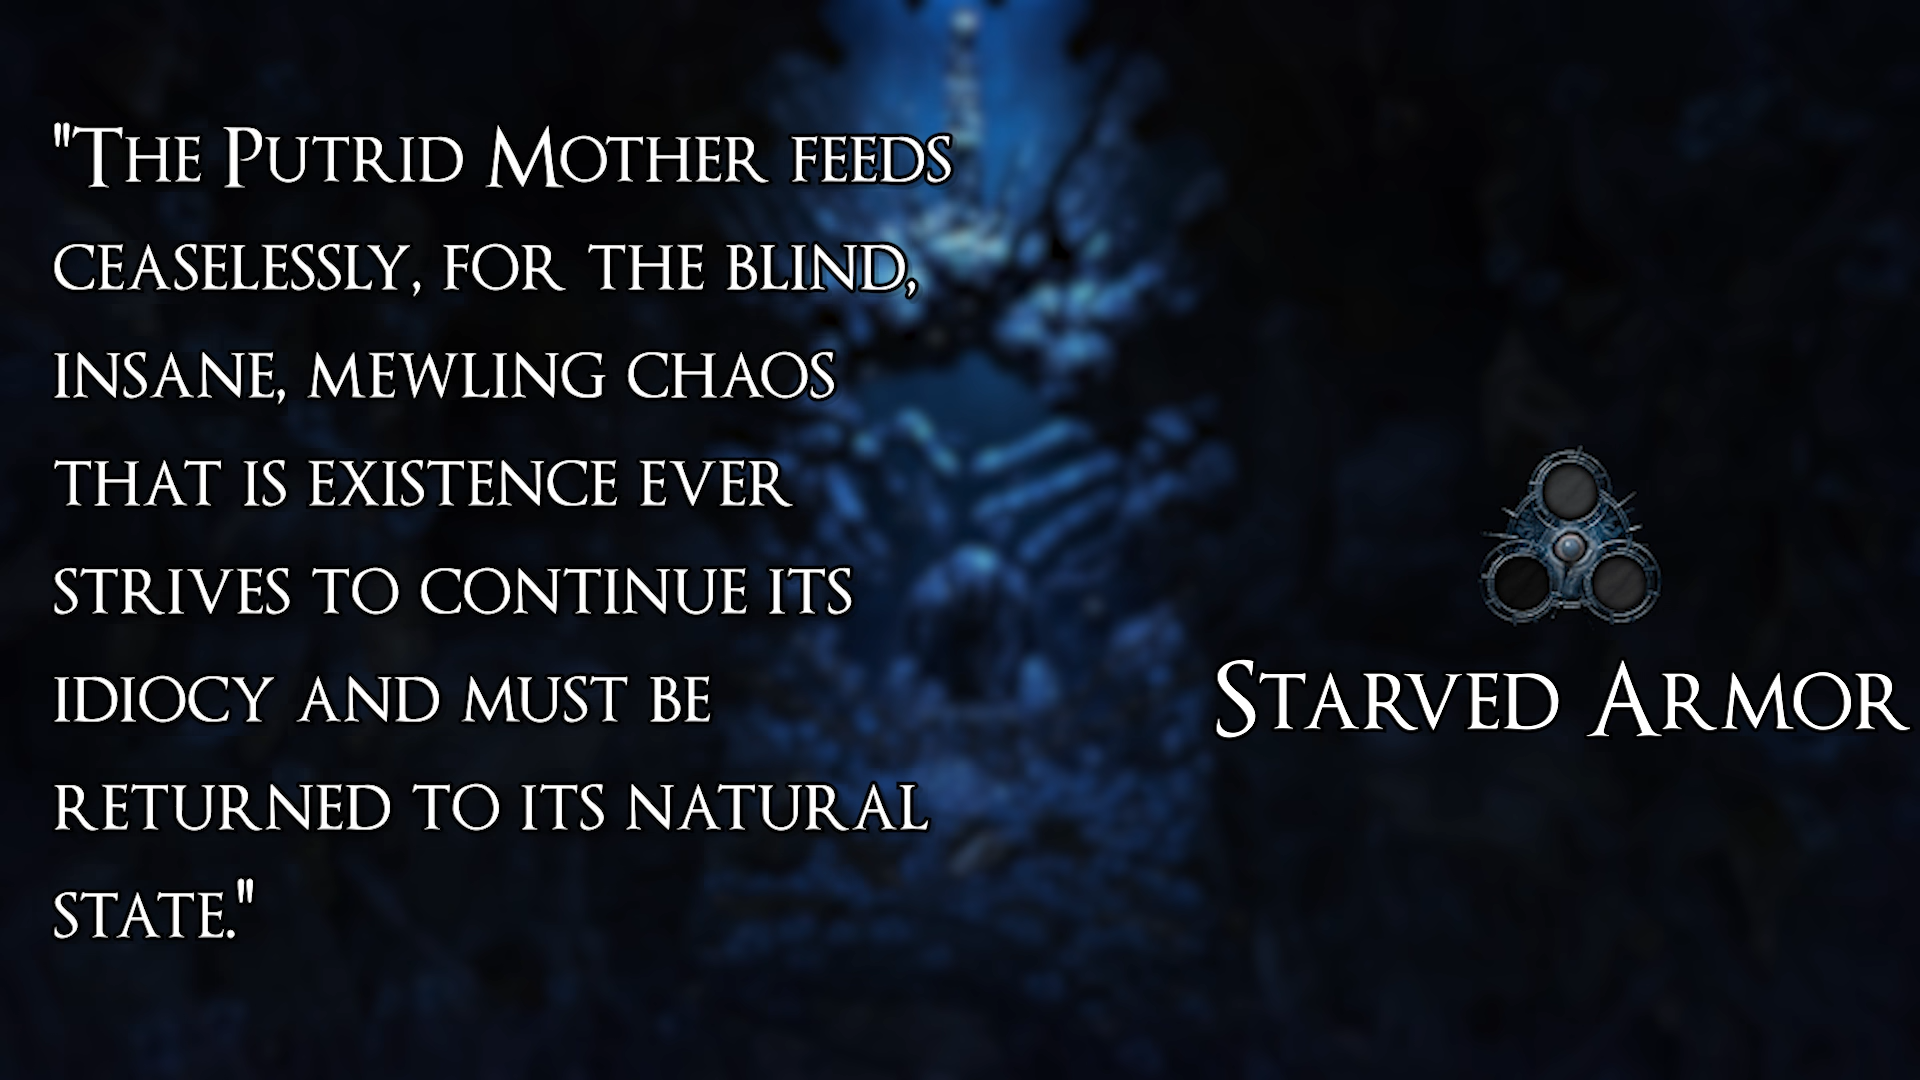 "The Putrid Mother feeds
ceaselessly, for the blind,
insane, mewling chaos
that is existence ever
strives to continue its
idiocy and must be
returned to its natural
state."
Starved Armor